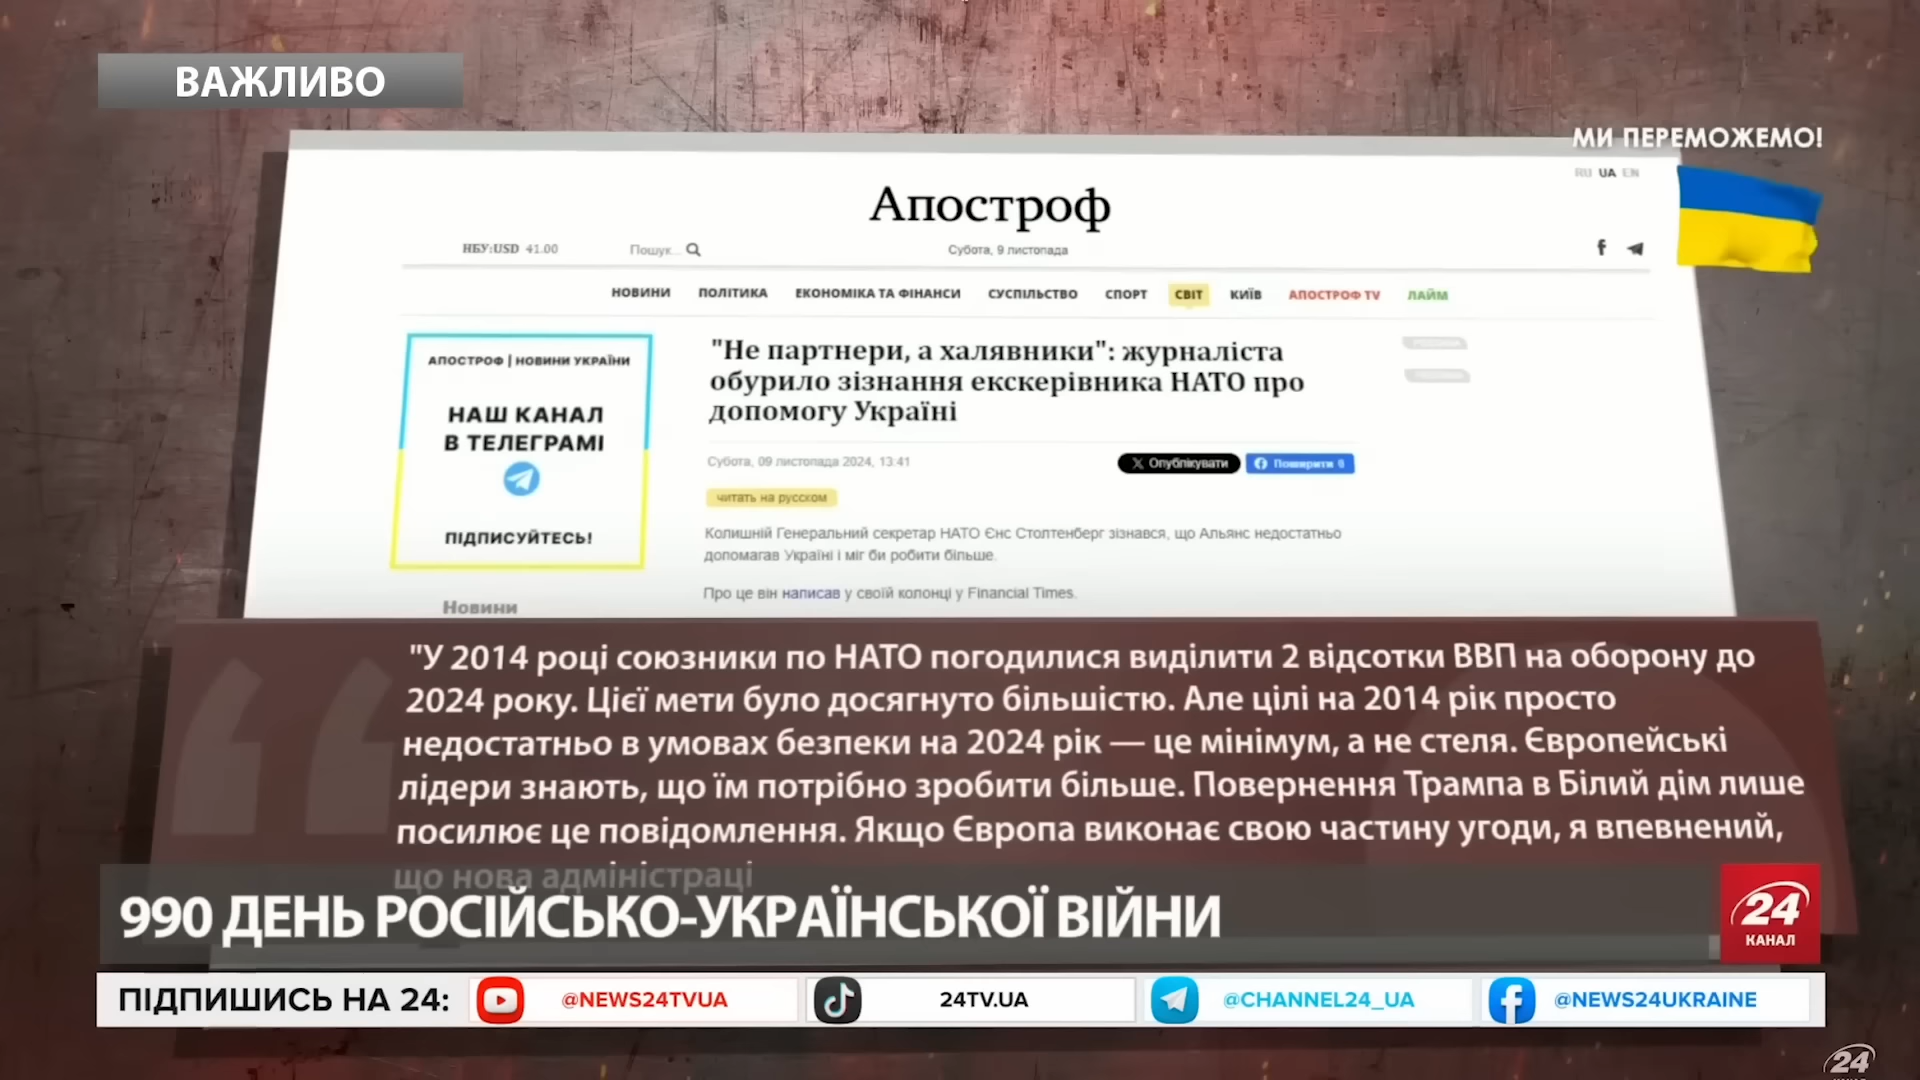 ВАЖЛИВО
МИ ПЕРЕМОЖЕМО!
RU UA EN
Апостроф
НБУ:USD 41.00
Пошук...
Субота, 9 листопада
НОВИНИ ПОЛІТИКА ЕКОНОМІКА ТА ФІНАНСИ СУСПІЛЬСТВО СПОРТ СВІТ КИЇВ АПОСТРОФ TV ЛАЙМ
АПОСТРОФ | НОВИНИ УКРАЇНИ
НАШ КАНАЛ
В ТЕЛЕГРАМІ
ПІДПИСУЙТЕСЬ!
Новини
"Не партнери, а халявники": журналіста
обурило зізнання екскерівника НАТО про
допомогу Україні
Субота, 09 листопада 2024, 13:41
Опублікувати
Поширити 0
читать на русском
Колишній Генеральний секретар НАТО Єнс Столтенберг зізнався, що Альянс недостатньо
допомагав Україні і міг би робити більше.
Про це він написав у своїй колонці у Financial Times.
"У 2014 році союзники по НАТО погодилися виділити 2 відсотки ВВП на оборону до
2024 року. Цієї мети було досягнуто більшістю. Але цілі на 2014 рік просто
недостатньо в умовах безпеки на 2024 рік — це мінімум, а не стеля. Європейські
лідери знають, що їм потрібно зробити більше. Повернення Трампа в Білий дім лише
посилює це повідомлення. Якщо Європа виконає свою частину угоди, я впевнений,
що нова адміністраці
990 ДЕНЬ РОСІЙСЬКО-УКРАЇНСЬКОЇ ВІЙНИ
24
КАНАЛ
ПІДПИШИСЬ НА 24:
@NEWS24TVUA
24TV.UA
@CHANNEL24_UA
@NEWS24UKRAINE
24